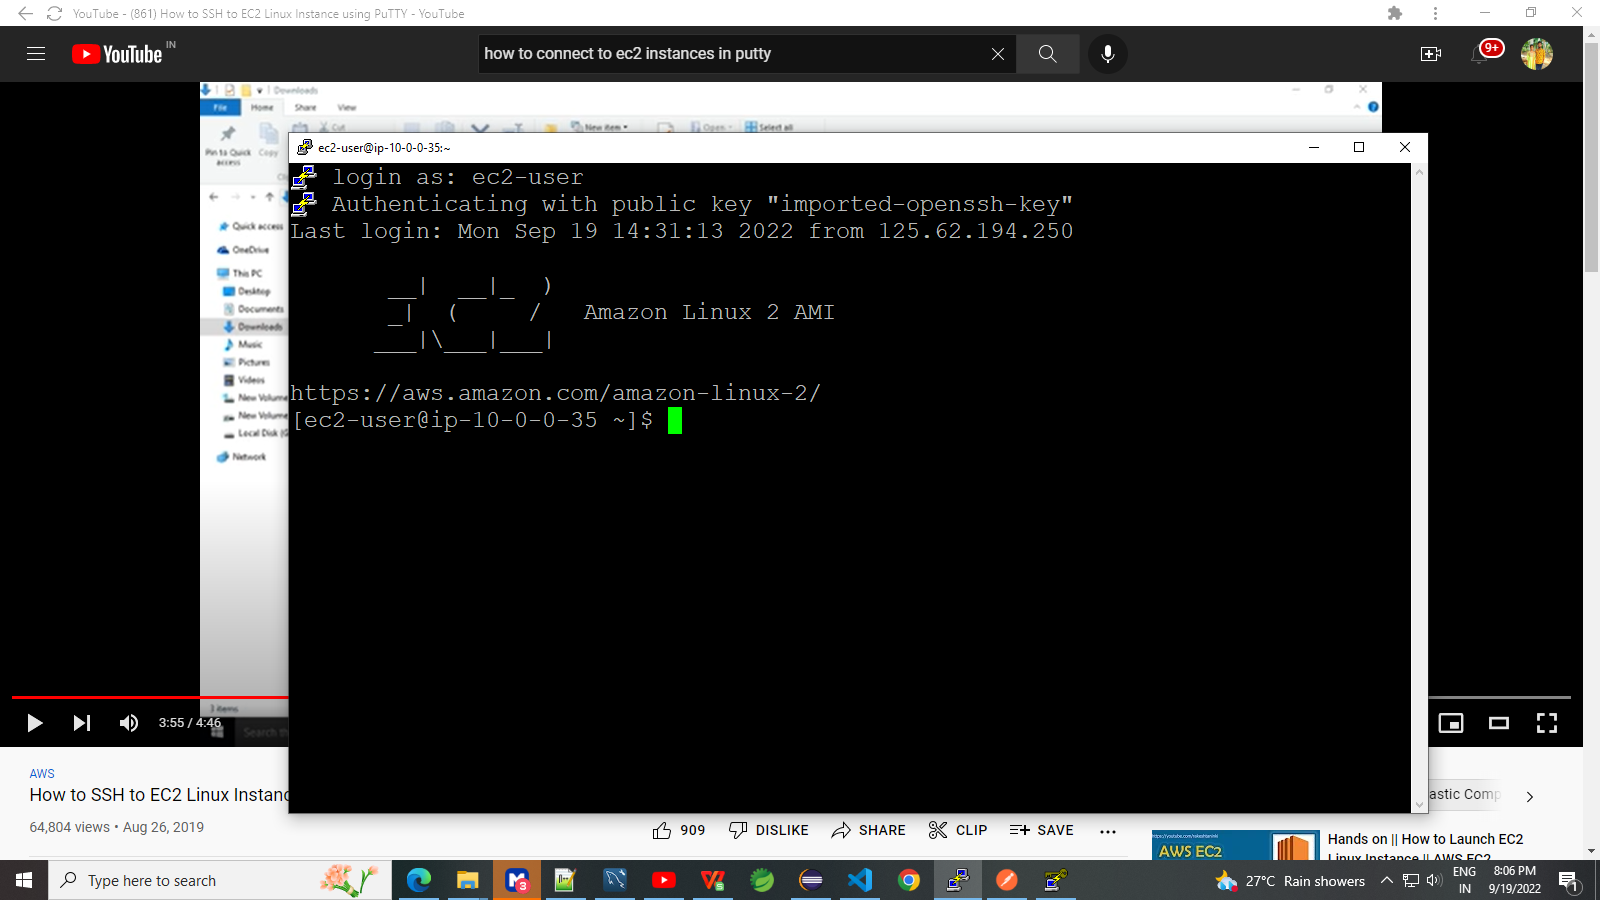 YouTube - (861) How to SSH to EC2 Linux Instance using PuTTY - YouTube
YouTube IN
how to connect to ec2 instances in putty
9+
Downloads
File Home Share View
Pin to Quick access
Copy
Cut
New item
Open
Select all
Quick access
OneDrive
This PC
Desktop
Documents
Downloads
Music
Pictures
Videos
New Volume
New Volume
Local Disk (
Network
3 items
ec2-user@ip-10-0-0-35:~
login as: ec2-user
Authenticating with public key "imported-openssh-key"
Last login: Mon Sep 19 14:31:13 2022 from 125.62.194.250
       __|  __|_  )
       _|  (     /   Amazon Linux 2 AMI
      ___|\___|___|
https://aws.amazon.com/amazon-linux-2/
[ec2-user@ip-10-0-0-35 ~]$
3:55 / 4:46
AWS
How to SSH to EC2 Linux Instanc
64,804 views • Aug 26, 2019
909 DISLIKE SHARE CLIP SAVE
astic Comp
AWS EC2
Hands on || How to Launch EC2
Linux Instance || AWS EC2
Type here to search
3
27°C Rain showers
ENG
IN
8:06 PM
9/19/2022
1